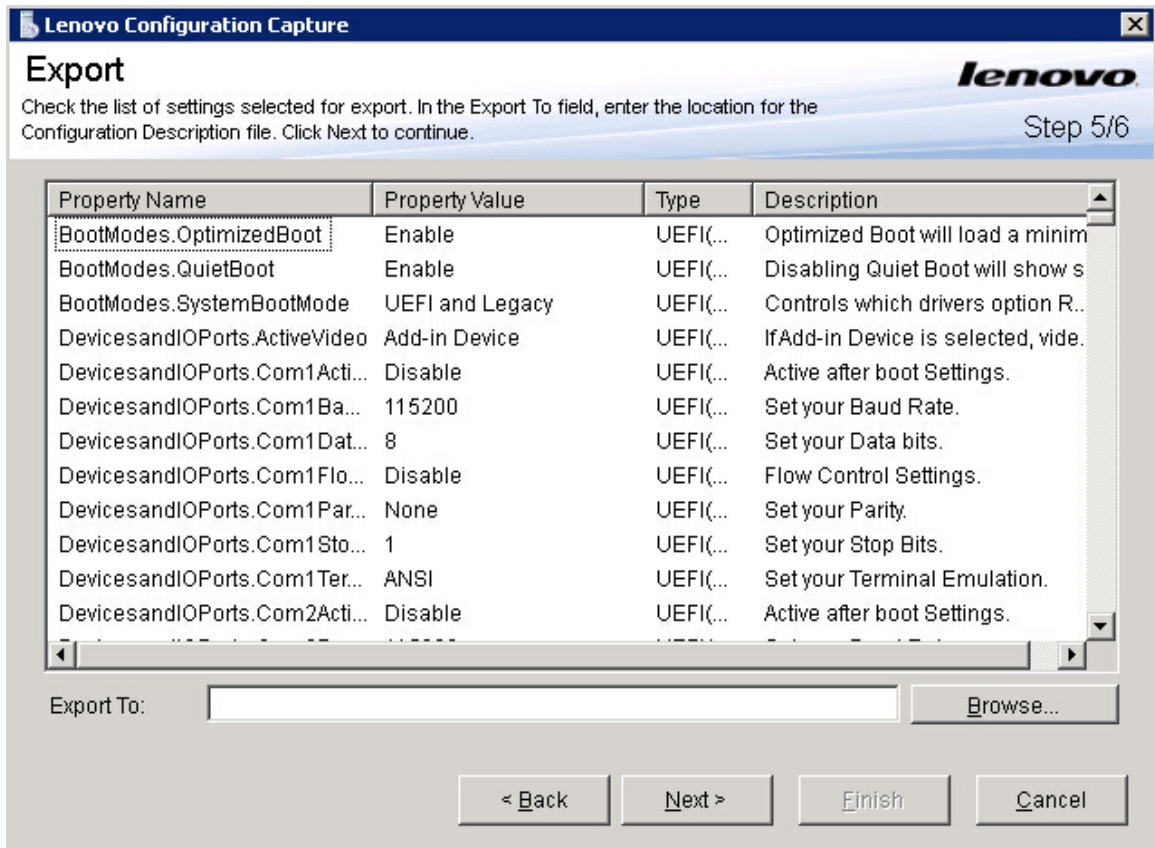 Lenovo Configuration Capture
Export
lenovo
Check the list of settings selected for export. In the Export To field, enter the location for the
Configuration Description file. Click Next to continue.
Step 5/6
Property Name Property Value Type Description
BootModes.OptimizedBoot Enable UEFI(... Optimized Boot will load a minim
BootModes.QuietBoot Enable UEFI(... Disabling Quiet Boot will show s
BootModes.SystemBootMode UEFI and Legacy UEFI(... Controls which drivers option R...
DevicesandIOPorts.ActiveVideo Add-in Device UEFI(... If Add-in Device is selected, vide.
DevicesandIOPorts.Com1Acti... Disable UEFI(... Active after boot Settings.
DevicesandIOPorts.Com1Ba... 115200 UEFI(... Set your Baud Rate.
DevicesandIOPorts.Com1Dat... 8 UEFI(... Set your Data bits.
DevicesandIOPorts.Com1Flo... Disable UEFI(... Flow Control Settings.
DevicesandIOPorts.Com1Par... None UEFI(... Set your Parity.
DevicesandIOPorts.Com1Sto... 1 UEFI(... Set your Stop Bits.
DevicesandIOPorts.Com1Ter... ANSI UEFI(... Set your Terminal Emulation.
DevicesandIOPorts.Com2Acti... Disable UEFI(... Active after boot Settings.
Export To: Browse...
< Back Next > Finish Cancel